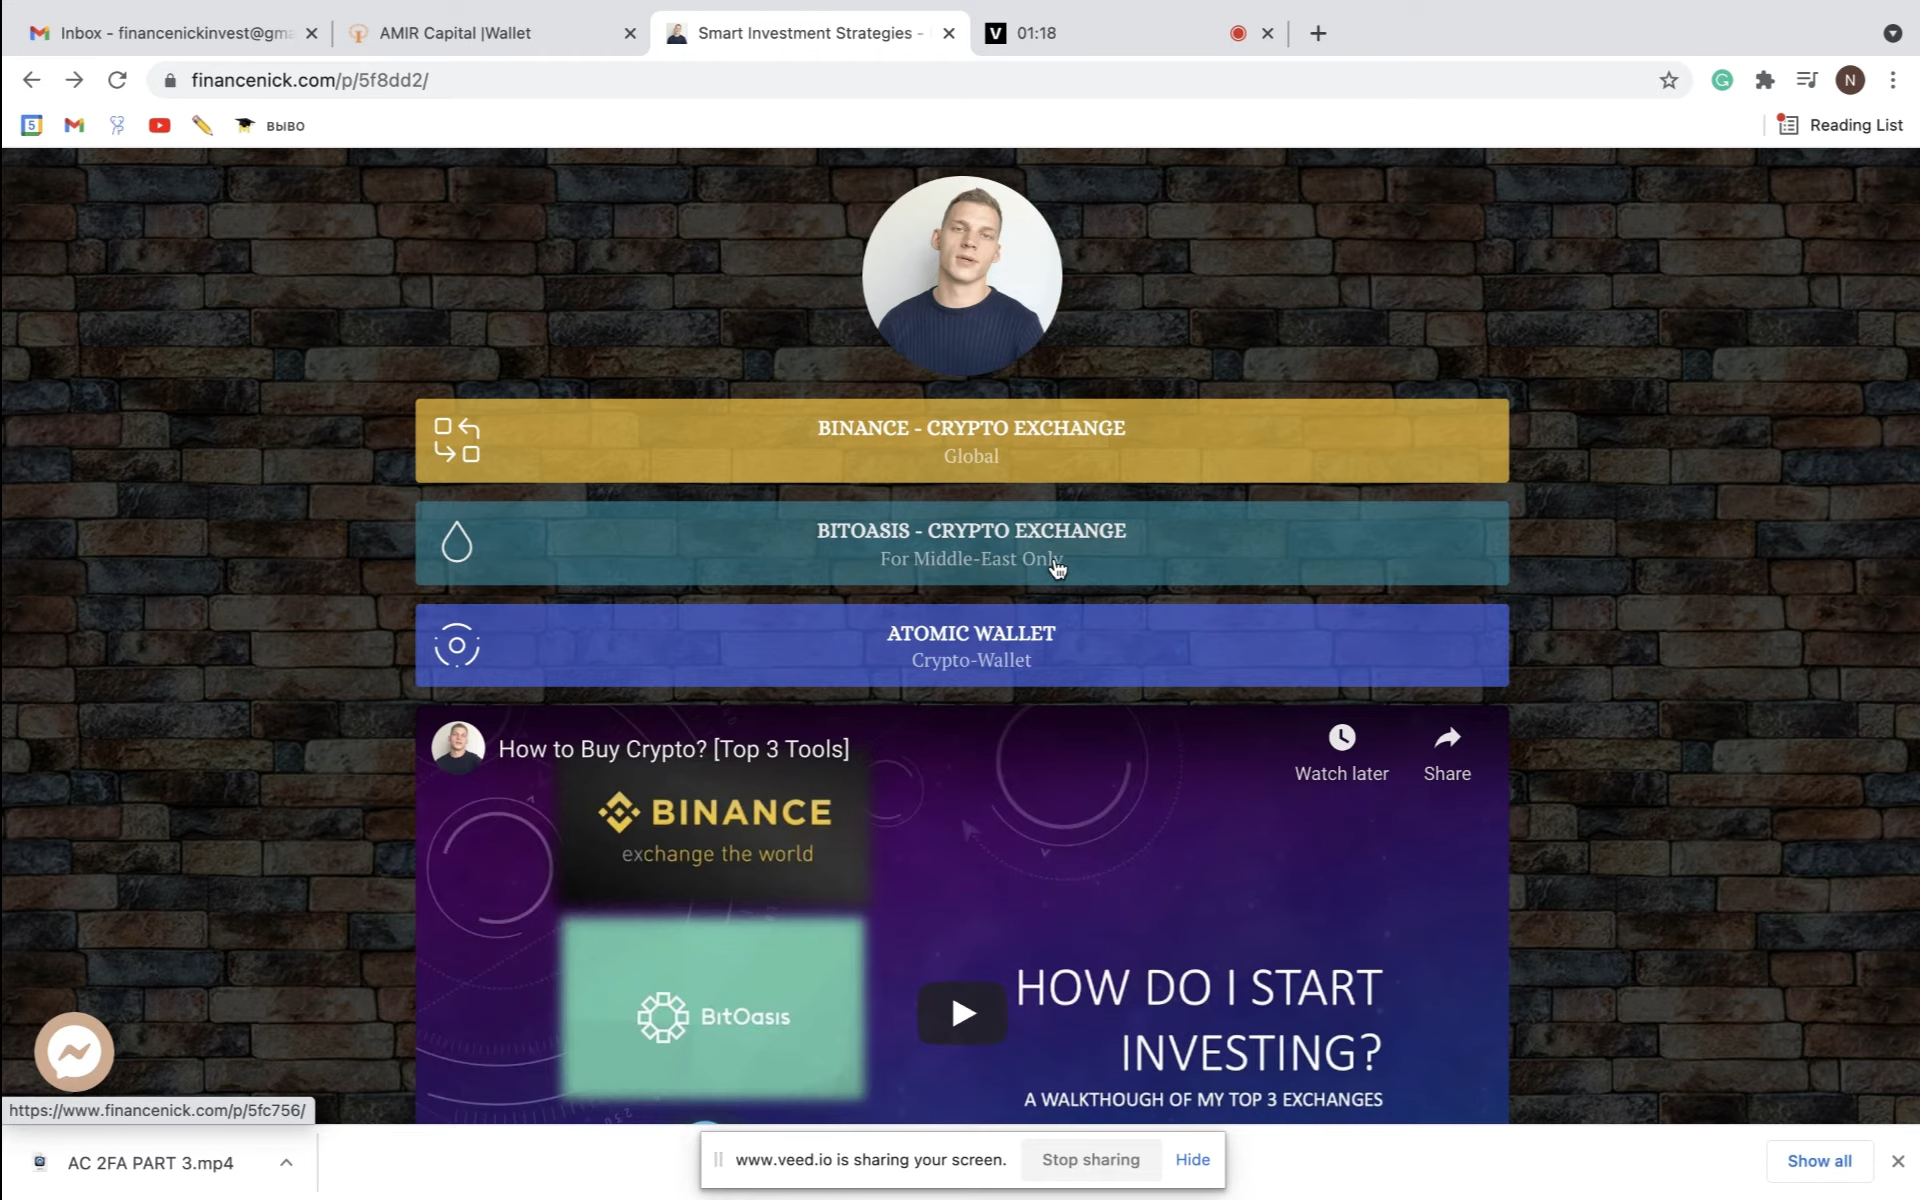 Inbox - financenickinvest@gma
AMIR Capital |Wallet
Smart Investment Strategies -
V 01:18
financenick.com/p/5f8dd2/
N
5
ВЫВО
Reading List
BINANCE - CRYPTO EXCHANGE
Global
BITOASIS - CRYPTO EXCHANGE
For Middle-East Only
ATOMIC WALLET
Crypto-Wallet
How to Buy Crypto? [Top 3 Tools]
Watch later
Share
BINANCE
exchange the world
BitOasis
HOW DO I START
INVESTING?
A WALKTHOUGH OF MY TOP 3 EXCHANGES
https://www.financenick.com/p/5fc756/
AC 2FA PART 3.mp4
www.veed.io is sharing your screen.
Stop sharing
Hide
Show all